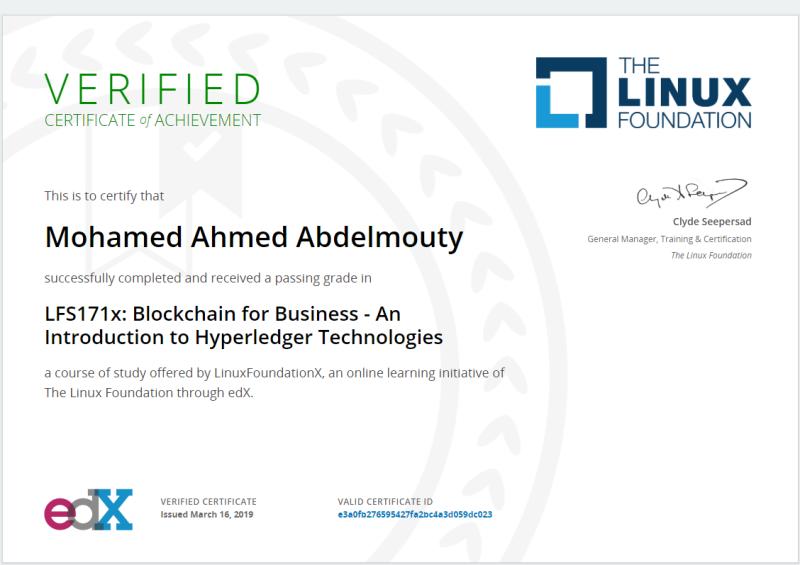 VERIFIED
CERTIFICATE of ACHIEVEMENT
THE
LINUX
FOUNDATION
This is to certify that
Mohamed Ahmed Abdelmouty
successfully completed and received a passing grade in
LFS171x: Blockchain for Business - An
Introduction to Hyperledger Technologies
a course of study offered by LinuxFoundationX, an online learning initiative of
The Linux Foundation through edX.
Clyde Seepersad
General Manager, Training & Certification
The Linux Foundation
edX
VERIFIED CERTIFICATE
Issued March 16, 2019
VALID CERTIFICATE ID
e3a0fb276595427fa2bc4a3d059dc023